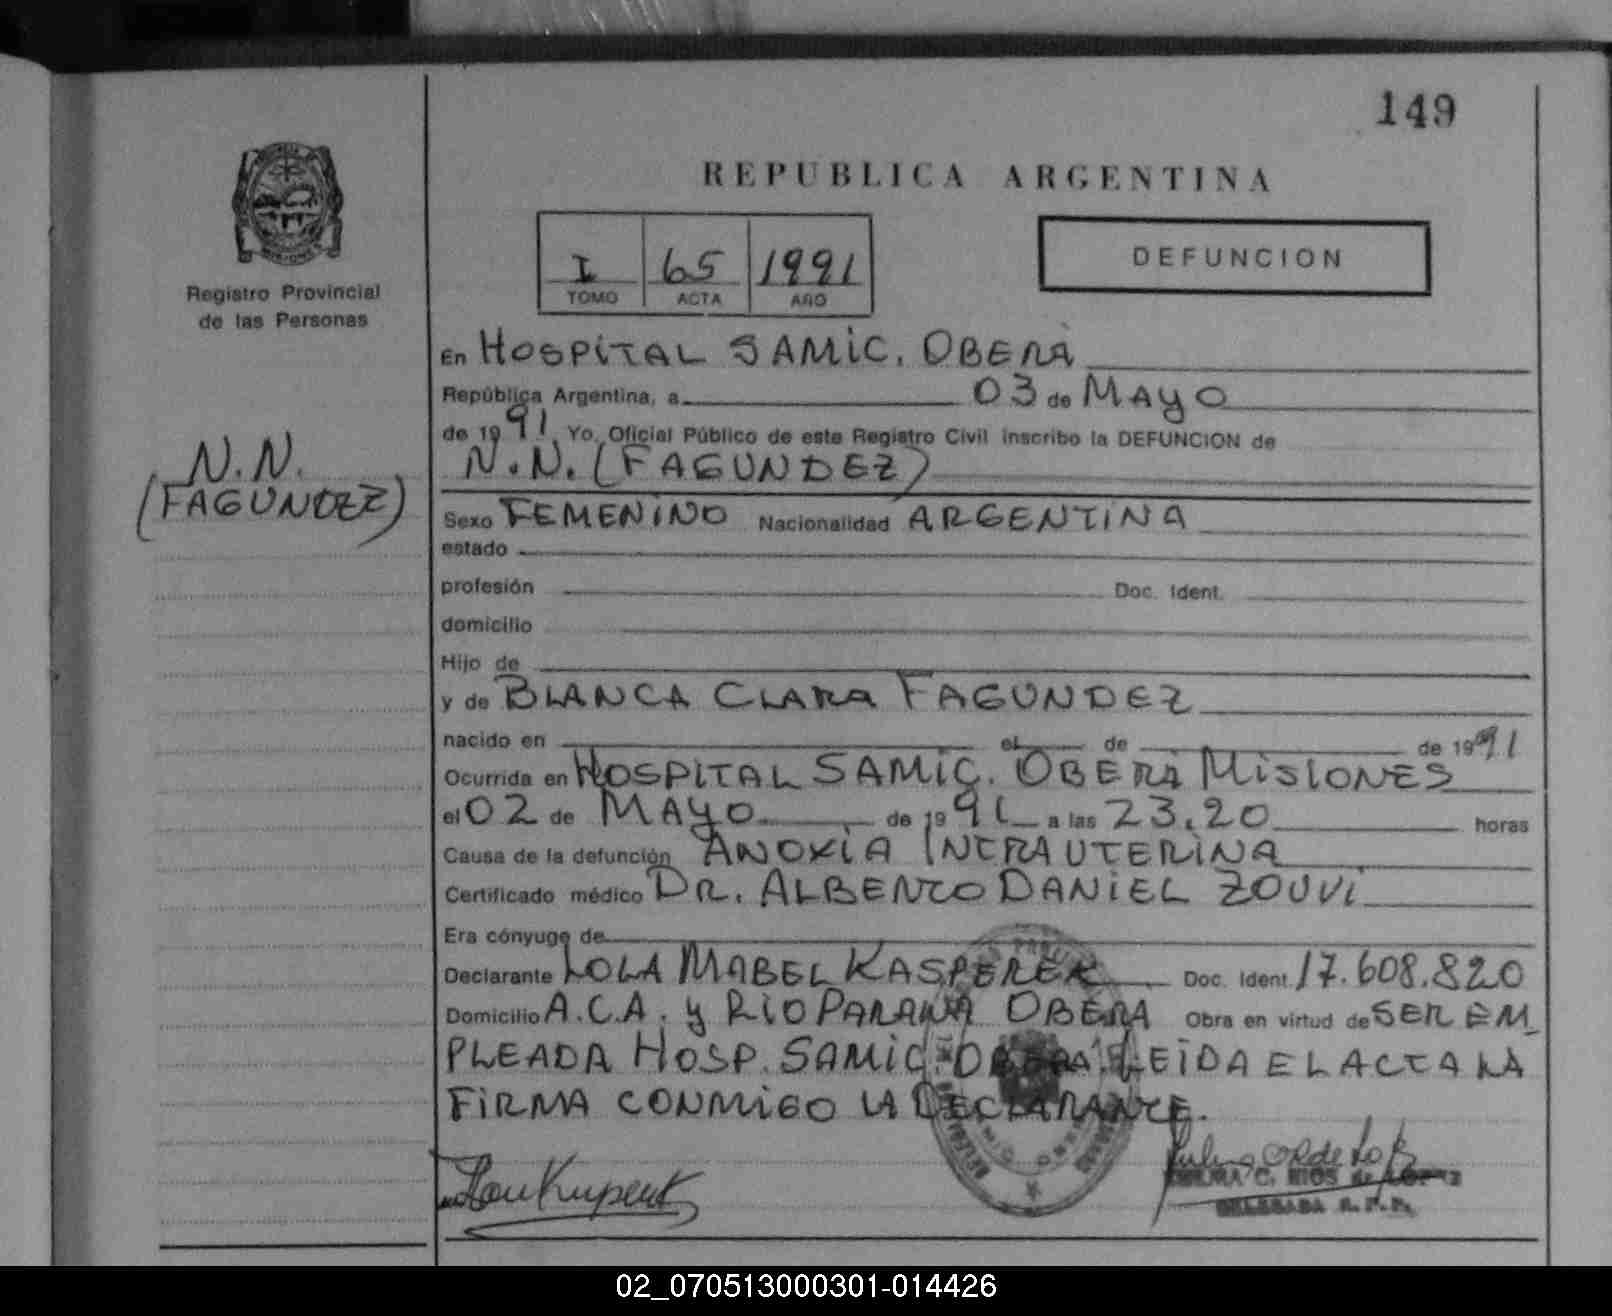 149
REPUBLICA ARGENTINA
I 65 1991
TOMO ACTA AÑO
DEFUNCION
Registro Provincial
de las Personas
N.N.
(FAGUNDEZ)
En HOSPITAL SAMIC. OBERÁ
República Argentina, a 03 de MAYO
de 1991. Yo, Oficial Público de este Registro Civil inscribo la DEFUNCION de
N.N. (FAGUNDEZ)
Sexo FEMENINO Nacionalidad ARGENTINA
estado
profesión Doc. Ident.
domicilio
Hijo de
y de BLANCA CLARA FAGUNDEZ
nacido en el de de 1991
Ocurrida en HOSPITAL SAMIC. OBERÁ MISIONES
el 02 de MAYO de 1991 a las 23.20 horas
Causa de la defunción ANOXIA INTRAUTERINA
Certificado médico DR. ALBERTO DANIEL ZOUVI
Era cónyuge de
Declarante LOLA MABEL KASPEREK Doc. Ident. 17.608.820
Domicilio A.C.A. y RIO PARANA OBERA Obra en virtud de SER EM_
PLEADA HOSP. SAMIC. OBERA. LEIDA EL ACTA LA
FIRMA CONMIGO LA DECLARANTE.
C. RIOS de LOPEZ
DELEGADA R.P.P.
02_070513000301-014426